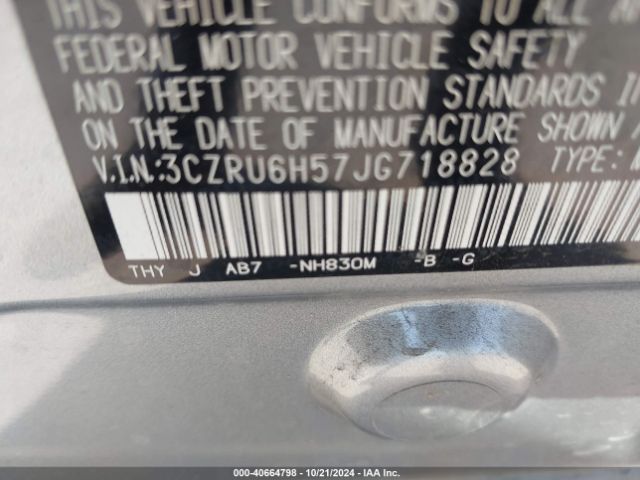 THIS VEHICLE CONFORMS TO ALL
FEDERAL MOTOR VEHICLE SAFETY
AND THEFT PREVENTION STANDARDS
ON THE DATE OF MANUFACTURE SHOWN
V.I.N.:3CZRU6H57JG718828 TYPE:
THY J AB7 -NH830M -B -G
000-40664798 - 10/21/2024 - IAA Inc.